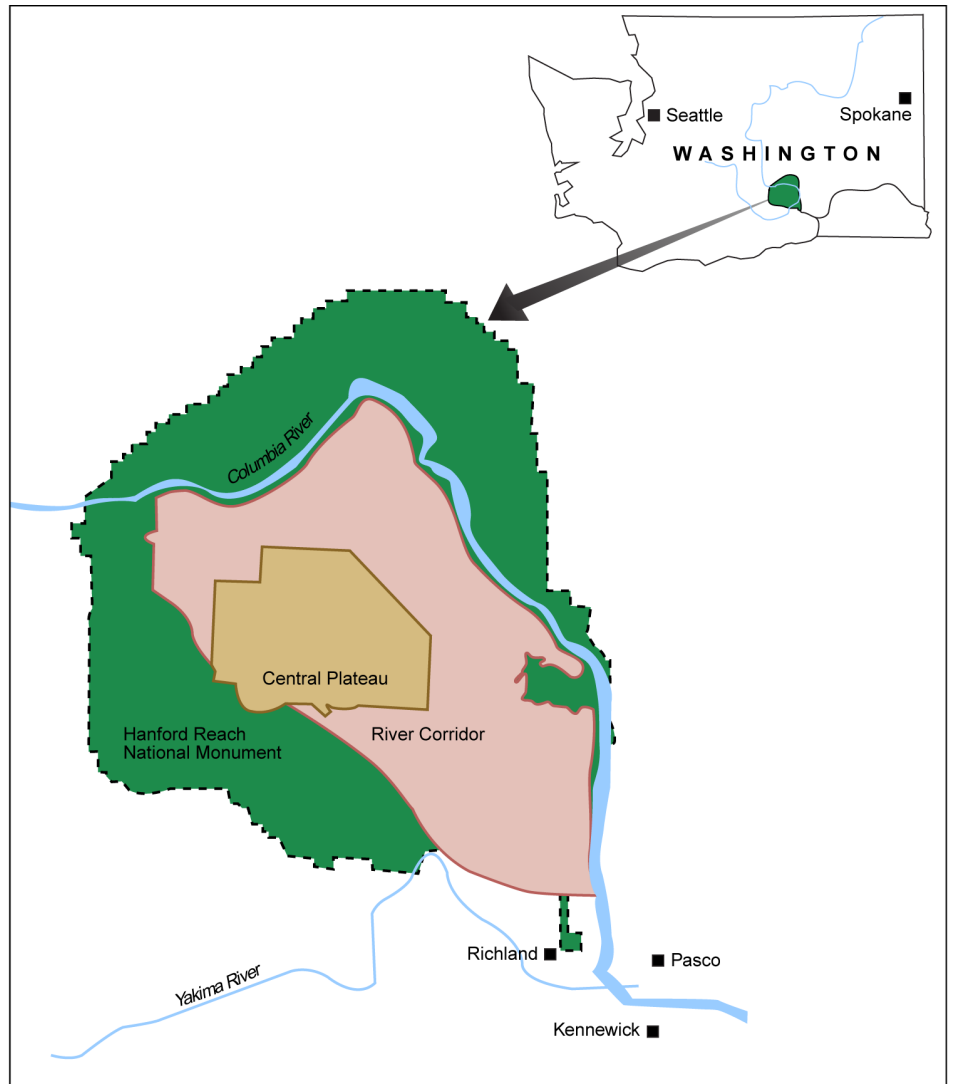 Seattle
Spokane
WASHINGTON
Columbia River
Central Plateau
Hanford Reach
National Monument
River Corridor
Richland
Pasco
Yakima River
Kennewick